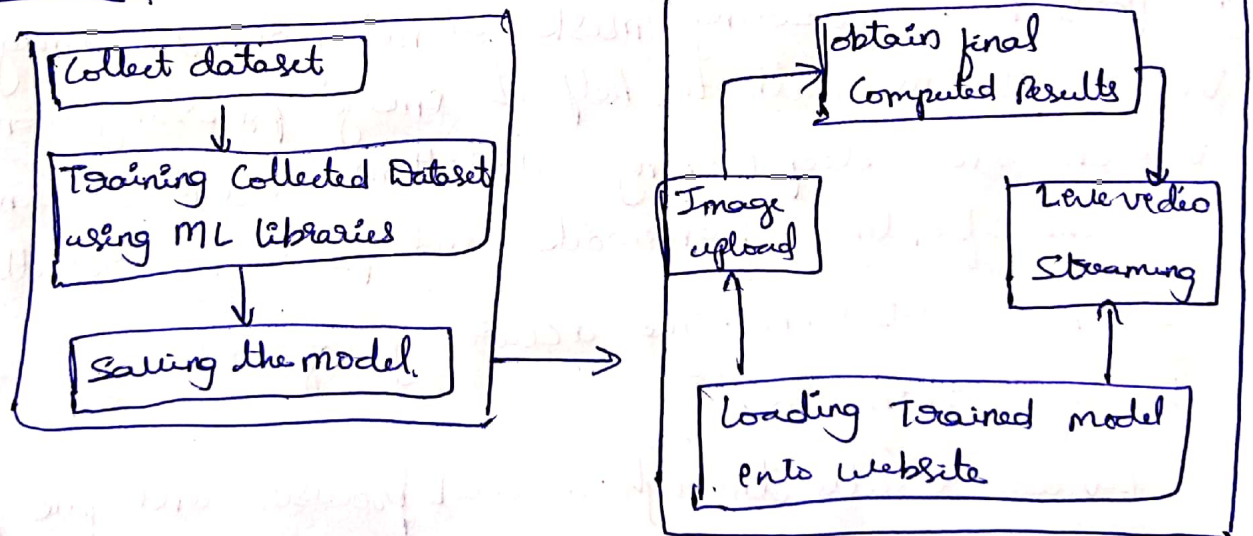 Collect dataset
Training Collected Dataset
using ML libraries
Saving the model.
obtain final
Computed Results
Image
upload
Live video
Streaming
Loading Trained model
into website